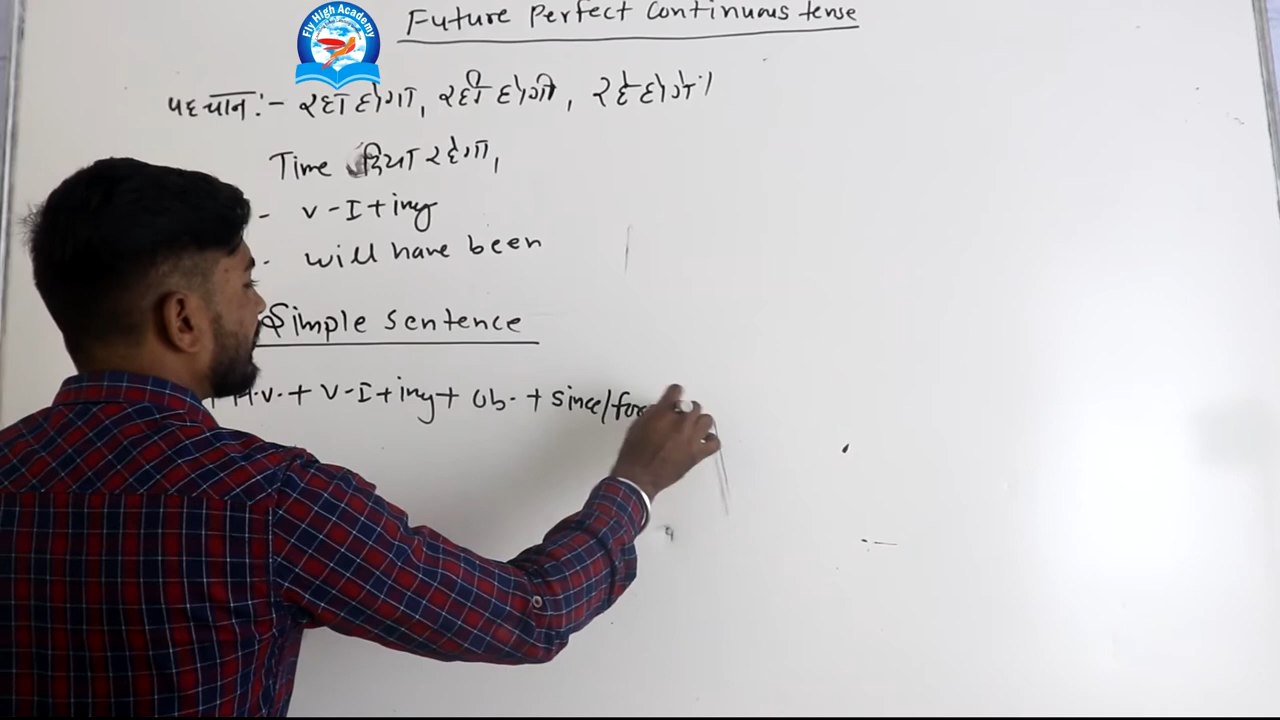 Fly High Academy
Future Perfect Continuous tense
पहचान:- रहा होगा, रही होगी, रहे होंगे।
Time दिया रहेगा,
- V-I+ing
- will have been
Simple sentence
+ H.V. + V-I+ing+ Ob. + since/for